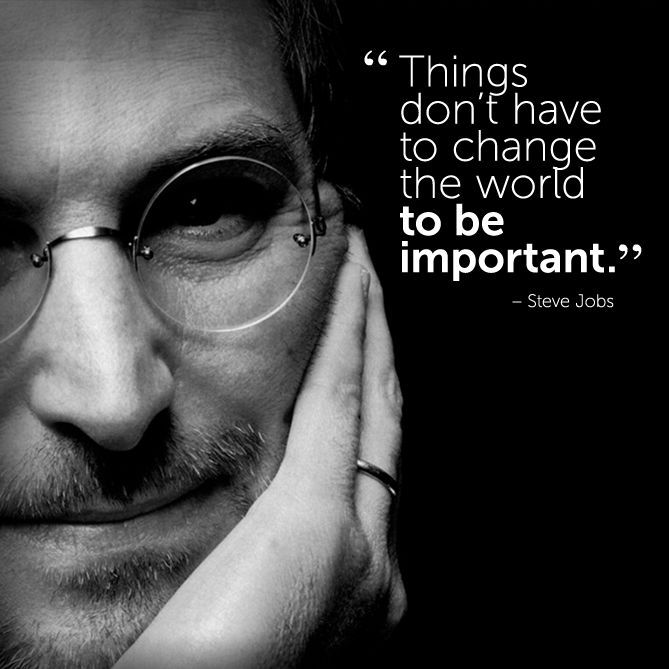 “Things
don’t have
to change
the world
to be
important.”
– Steve Jobs